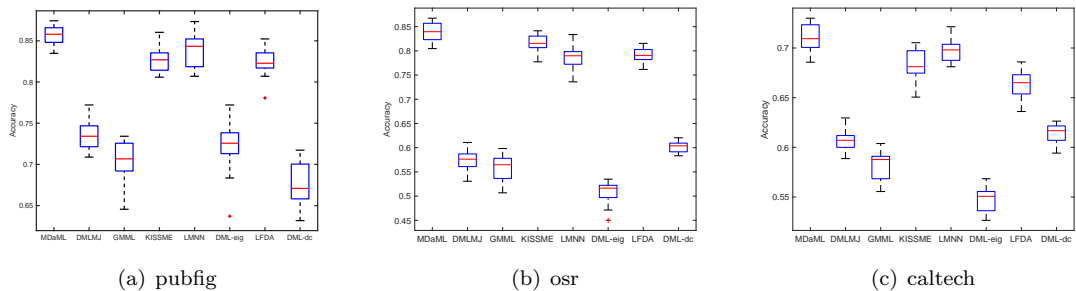 0.85
0.8
0.75
0.7
0.65
Accuracy
MDaML DMLMJ GMML KISSME LMNN DML-eig LFDA DML-dc
(a) pubfig
0.85
0.8
0.75
0.7
0.65
0.6
0.55
0.5
0.45
Accuracy
MDaML DMLMJ GMML KISSME LMNN DML-eig LFDA DML-dc
(b) osr
0.7
0.65
0.6
0.55
Accuracy
MDaML DMLMJ GMML KISSME LMNN DML-eig LFDA DML-dc
(c) caltech